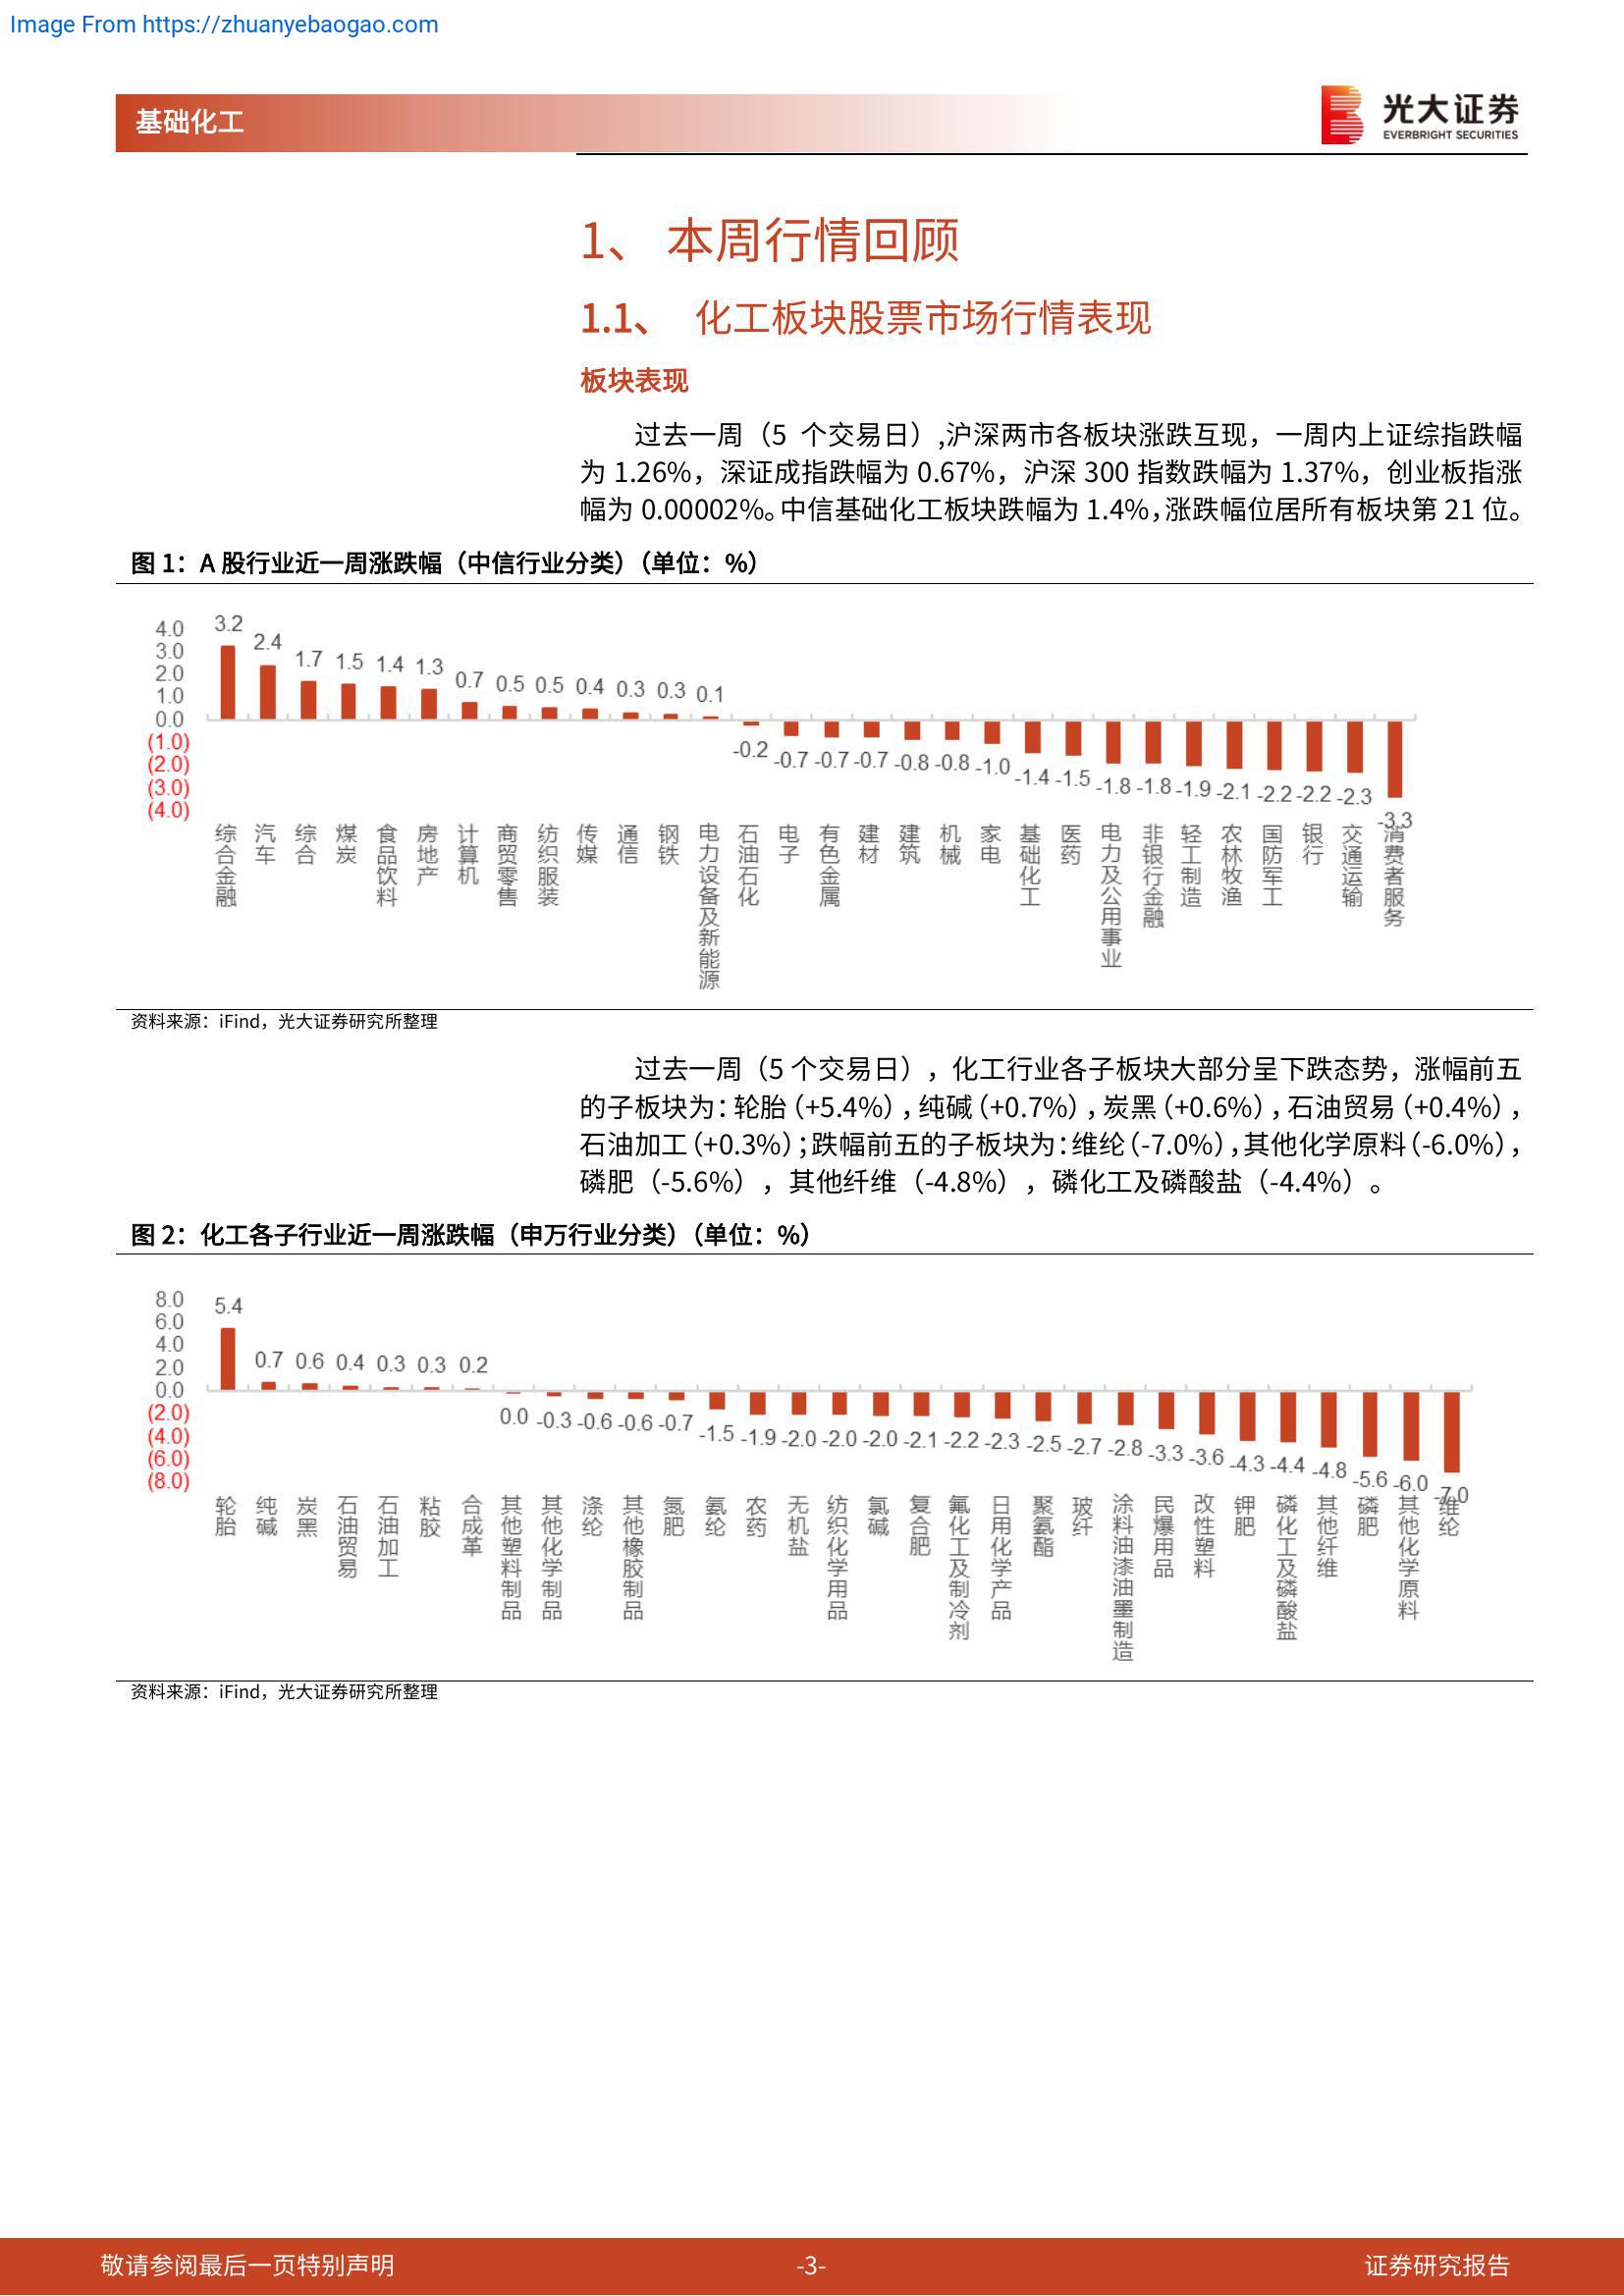 Image From https://zhuanyebaogao.com
基础化工
光大证券
EVERBRIGHT SECURITIES
1、 本周行情回顾
1.1、 化工板块股票市场行情表现
板块表现
过去一周（5 个交易日）,沪深两市各板块涨跌互现，一周内上证综指跌幅
为 1.26%，深证成指跌幅为 0.67%，沪深 300 指数跌幅为 1.37%，创业板指涨
幅为 0.00002%。中信基础化工板块跌幅为 1.4%，涨跌幅位居所有板块第 21 位。
图 1：A 股行业近一周涨跌幅（中信行业分类）（单位：%）
4.0
3.0
2.0
1.0
0.0
(1.0)
(2.0)
(3.0)
(4.0)
3.2 2.4 1.7 1.5 1.4 1.3 0.7 0.5 0.5 0.4 0.3 0.3 0.1 -0.2 -0.7 -0.7 -0.7 -0.8 -0.8 -1.0 -1.4 -1.5 -1.8 -1.8 -1.9 -2.1 -2.2 -2.2 -2.3 -3.3
综合金融 汽车 综合 煤炭 食品饮料 房地产 计算机 商贸零售 纺织服装 传媒 通信 钢铁 电力设备及新能源 石油石化 电子 有色金属 建材 建筑 机械 家电 基础化工 医药 电力及公用事业 非银行金融 轻工制造 农林牧渔 国防军工 银行 交通运输 消费者服务
资料来源：iFind，光大证券研究所整理
过去一周（5 个交易日），化工行业各子板块大部分呈下跌态势，涨幅前五
的子板块为：轮胎（+5.4%），纯碱（+0.7%），炭黑（+0.6%），石油贸易（+0.4%），
石油加工（+0.3%）；跌幅前五的子板块为：维纶（-7.0%），其他化学原料（-6.0%），
磷肥（-5.6%），其他纤维（-4.8%），磷化工及磷酸盐（-4.4%）。
图 2：化工各子行业近一周涨跌幅（申万行业分类）（单位：%）
8.0
6.0
4.0
2.0
0.0
(2.0)
(4.0)
(6.0)
(8.0)
5.4 0.7 0.6 0.4 0.3 0.3 0.2 0.0 -0.3 -0.6 -0.6 -0.7 -1.5 -1.9 -2.0 -2.0 -2.0 -2.1 -2.2 -2.3 -2.5 -2.7 -2.8 -3.3 -3.6 -4.3 -4.4 -4.8 -5.6 -6.0 -7.0
轮胎 纯碱 炭黑 石油贸易 石油加工 粘胶 合成革 其他塑料制品 其他化学制品 涤纶 其他橡胶制品 氮肥 氨纶 农药 无机盐 纺织化学用品 氯碱 复合肥 氟化工及制冷剂 日用化学产品 聚氨酯 玻纤 涂料油漆油墨制造 民爆用品 改性塑料 钾肥 磷化工及磷酸盐 其他纤维 磷肥 其他化学原料 维纶
资料来源：iFind，光大证券研究所整理
敬请参阅最后一页特别声明
-3-
证券研究报告